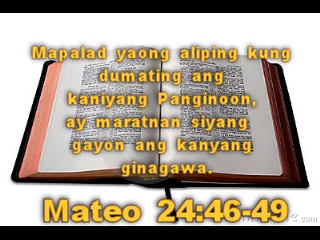 Mapalad yaong aliping kung
dumating ang
kaniyang Panginoon,
ay maratnan siyang
gayon ang kanyang
ginagawa.
Mateo 24:46-49